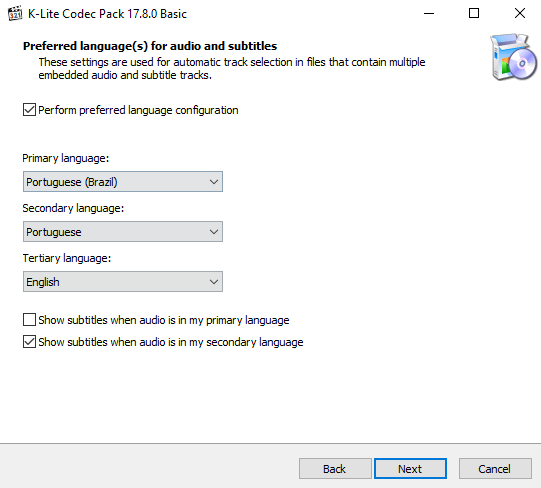 K-Lite Codec Pack 17.8.0 Basic
Preferred language(s) for audio and subtitles
These settings are used for automatic track selection in files that contain multiple
embedded audio and subtitle tracks.
Perform preferred language configuration
Primary language:
Portuguese (Brazil)
Secondary language:
Portuguese
Tertiary language:
English
Show subtitles when audio is in my primary language
Show subtitles when audio is in my secondary language
Back
Next
Cancel